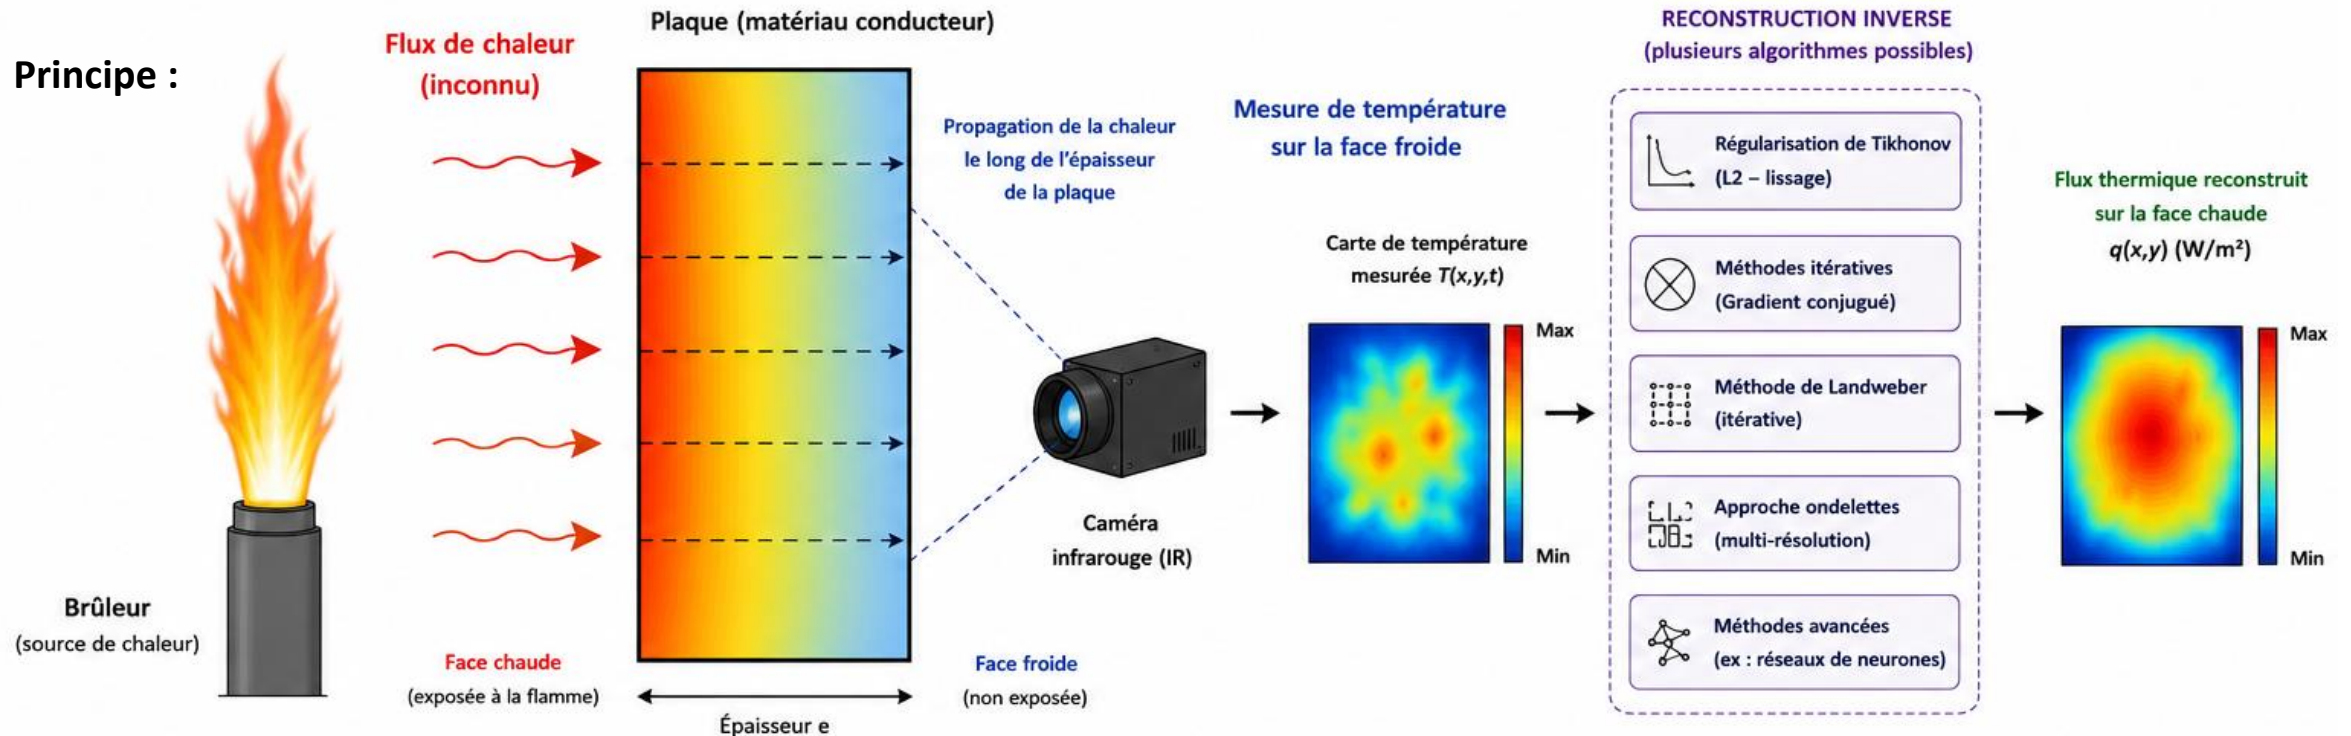 Principe :
Flux de chaleur
(inconnu)
Plaque (matériau conducteur)
Propagation de la chaleur
le long de l'épaisseur
de la plaque
Brûleur
(source de chaleur)
Face chaude
(exposée à la flamme)
Épaisseur e
Face froide
(non exposée)
Mesure de température
sur la face froide
Caméra
infrarouge (IR)
Carte de température
mesurée T(x,y,t)
Max
Min
RECONSTRUCTION INVERSE
(plusieurs algorithmes possibles)
Régularisation de Tikhonov
(L2 – lissage)
Méthodes itératives
(Gradient conjugué)
Méthode de Landweber
(itérative)
Approche ondelettes
(multi-résolution)
Méthodes avancées
(ex : réseaux de neurones)
Flux thermique reconstruit
sur la face chaude
q(x,y) (W/m²)
Max
Min